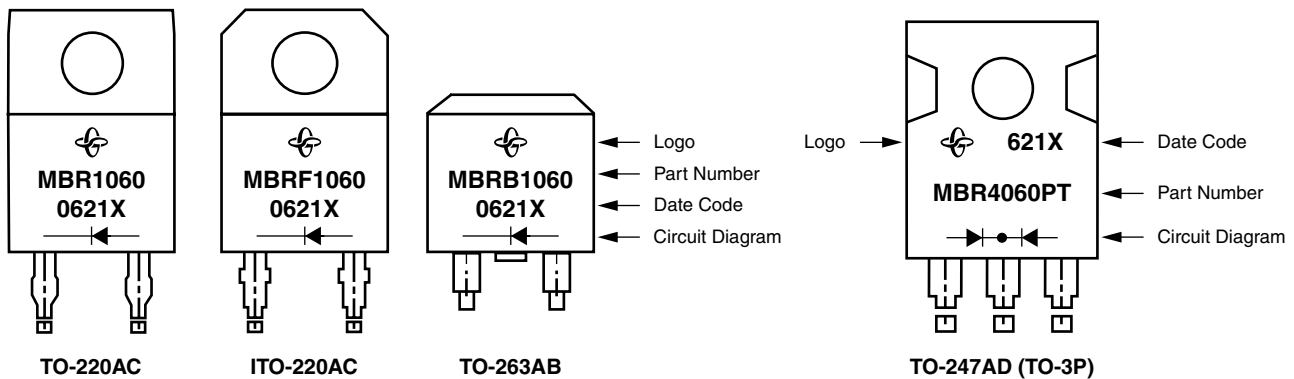 MBR1060
0621X
TO-220AC
MBRF1060
0621X
ITO-220AC
MBRB1060
0621X
TO-263AB
Logo
Part Number
Date Code
Circuit Diagram
Logo
621X
MBR4060PT
Date Code
Part Number
Circuit Diagram
TO-247AD (TO-3P)